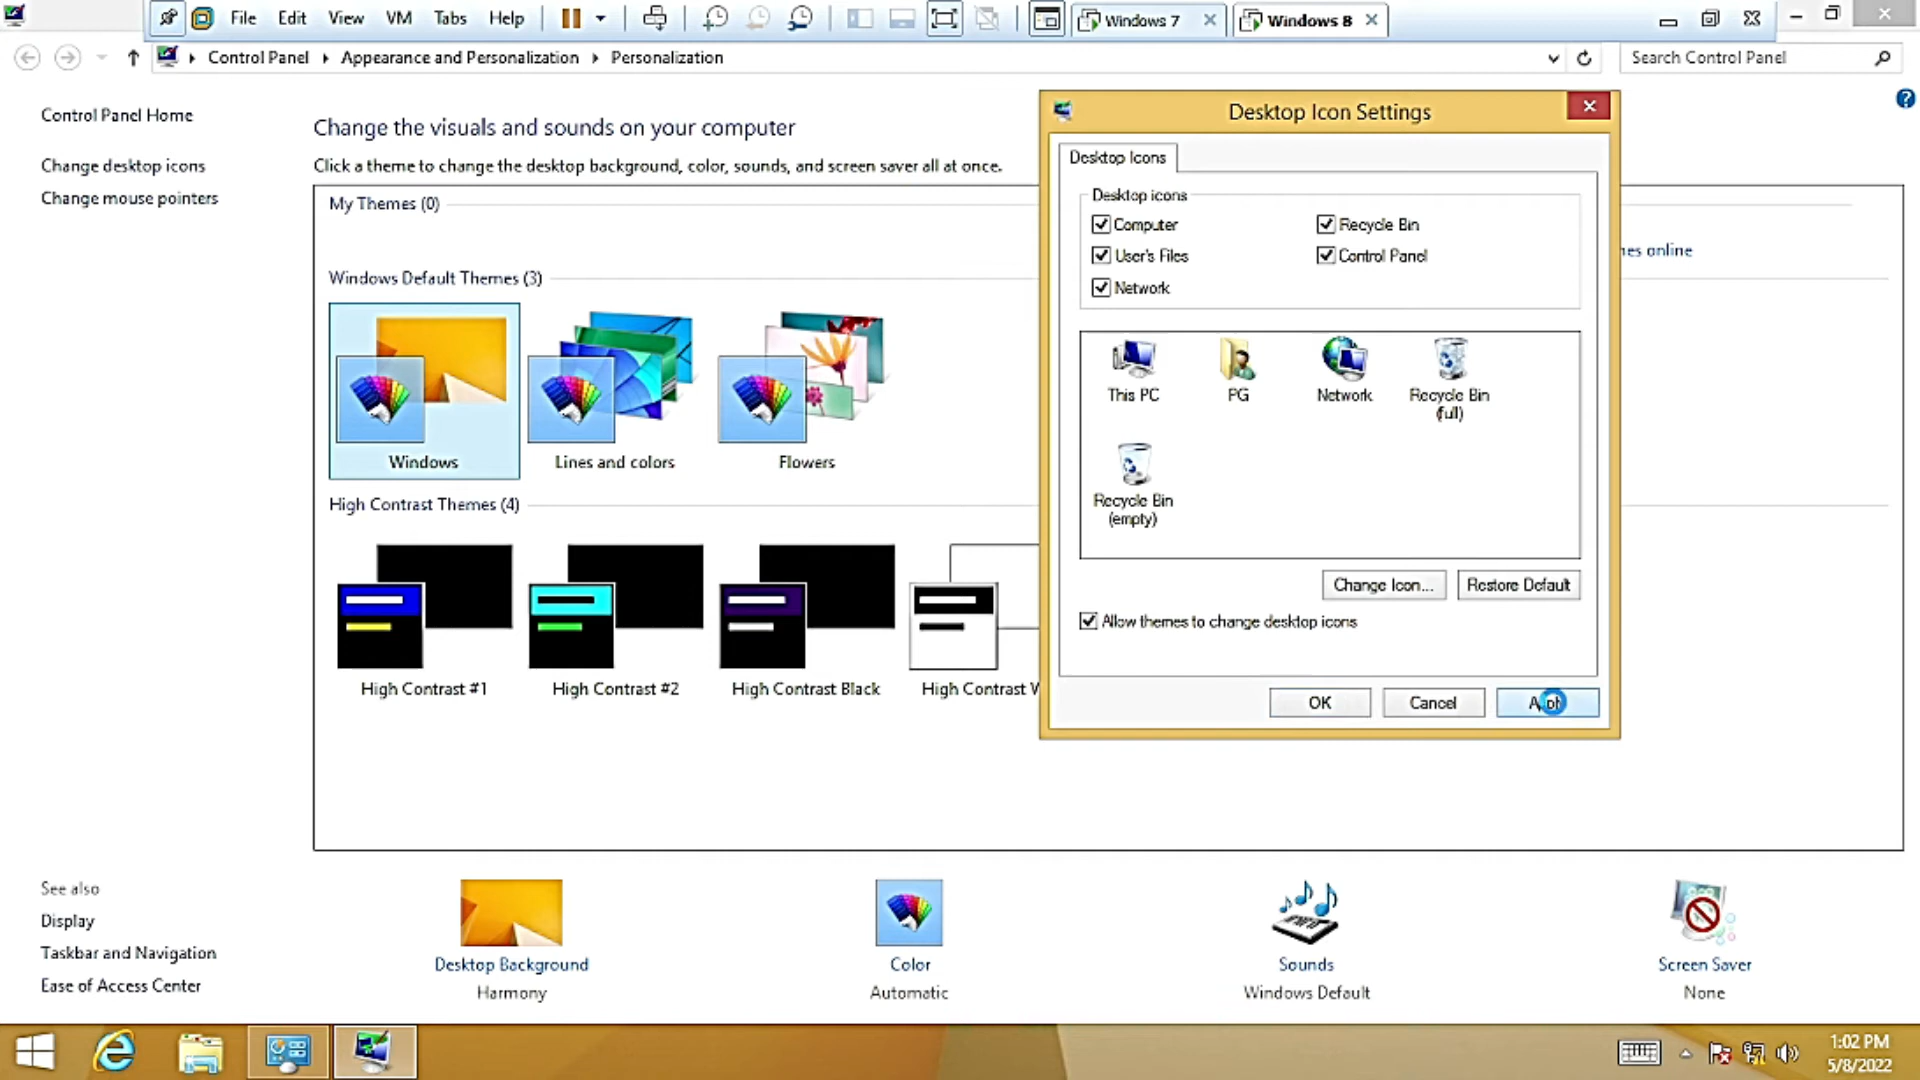 File Edit View VM Tabs Help Windows 7 Windows 8
Control Panel Appearance and Personalization Personalization Search Control Panel
Control Panel Home
Change desktop icons
Change mouse pointers
Change the visuals and sounds on your computer
Click a theme to change the desktop background, color, sounds, and screen saver all at once.
My Themes (0)
online
Windows Default Themes (3)
Windows Lines and colors Flowers
High Contrast Themes (4)
High Contrast #1 High Contrast #2 High Contrast Black High Contrast
Desktop Icon Settings
Desktop Icons
Desktop icons
Computer Recycle Bin
User's Files Control Panel
Network
This PC PG Network Recycle Bin
(full)
Recycle Bin
(empty)
Change Icon... Restore Default
Allow themes to change desktop icons
OK Cancel
See also
Display
Taskbar and Navigation
Ease of Access Center
Desktop Background Color Sounds Screen Saver
Harmony Automatic Windows Default None
1:02 PM
5/8/2022